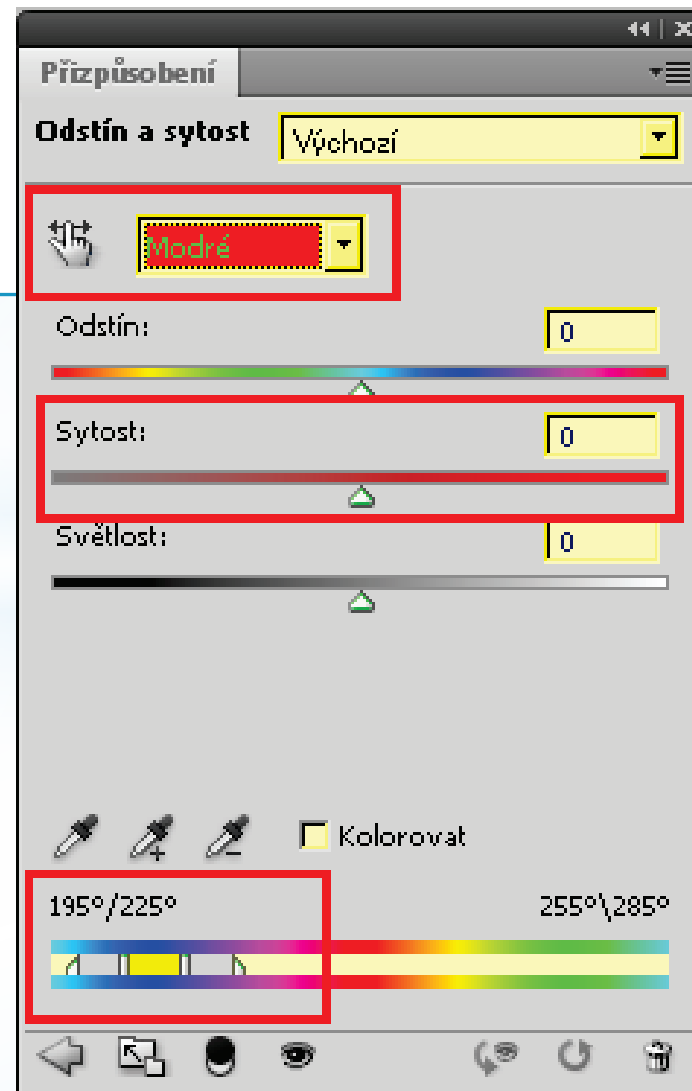 Přizpůsobení
Odstín a sytost Výchozí
Modré
Odstín: 0
Sytost: 0
Světlost: 0
Kolorovat
195°/225° 255°\285°